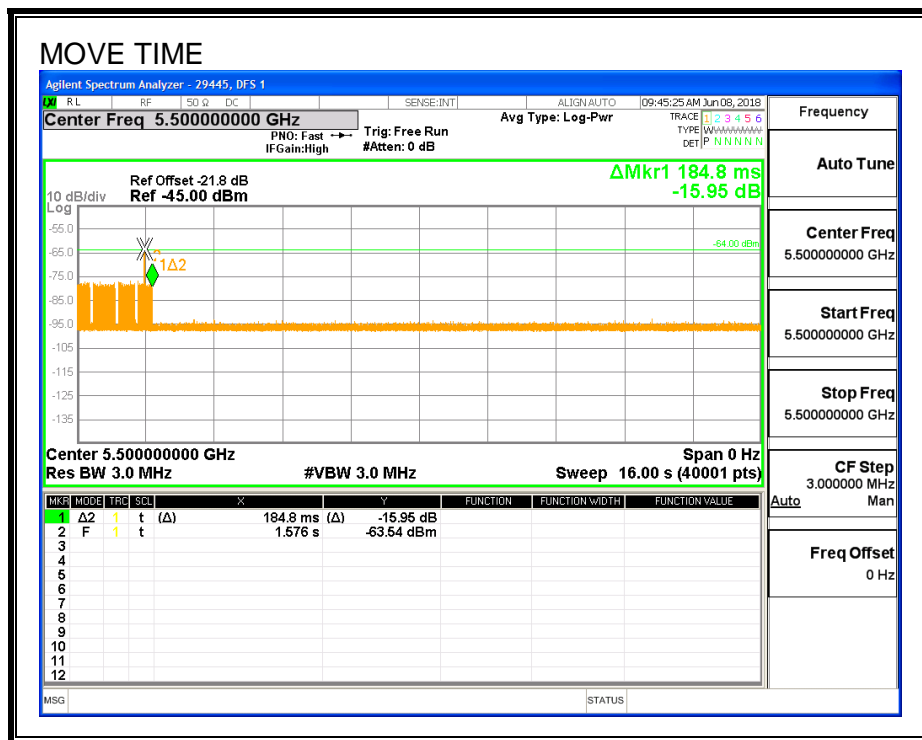 MOVE TIME
Agilent Spectrum Analyzer - 29445, DFS 1
LXI RL RF 50 Ω DC SENSE:INT ALIGN AUTO 09:45:25 AM Jun 08, 2018
Center Freq 5.500000000 GHz
PNO: Fast
IFGain:High
Trig: Free Run
#Atten: 0 dB
Avg Type: Log-Pwr
TRACE 1 2 3 4 5 6
TYPE WWWWWW
DET P N N N N N
ΔMkr1 184.8 ms
-15.95 dB
Ref Offset -21.8 dB
10 dB/div Ref -45.00 dBm
Log
-55.0
-65.0
-75.0
-85.0
-95.0
-105
-115
-125
-135
-64.00 dBm
1Δ2
Center 5.500000000 GHz Span 0 Hz
Res BW 3.0 MHz #VBW 3.0 MHz Sweep 16.00 s (40001 pts)
MKR MODE TRC SCL X Y FUNCTION FUNCTION WIDTH FUNCTION VALUE
1 Δ2 1 t (Δ) 184.8 ms (Δ) -15.95 dB
2 F 1 t 1.576 s -63.54 dBm
3
4
5
6
7
8
9
10
11
12
MSG STATUS
Frequency
Auto Tune
Center Freq
5.500000000 GHz
Start Freq
5.500000000 GHz
Stop Freq
5.500000000 GHz
CF Step
3.000000 MHz
Auto Man
Freq Offset
0 Hz